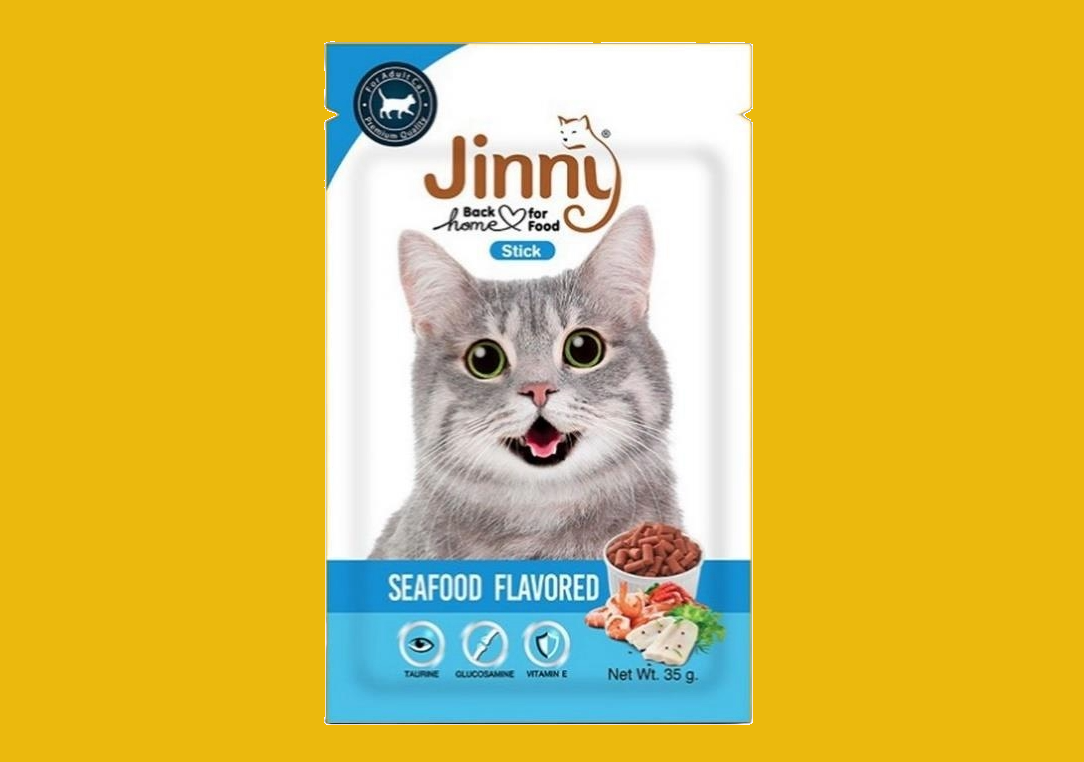 For Adult Cat
Premium Quality
Jinny®
Back home for Food
Stick
SEAFOOD FLAVORED
TAURINE GLUCOSAMINE VITAMIN E
Net Wt. 35 g.